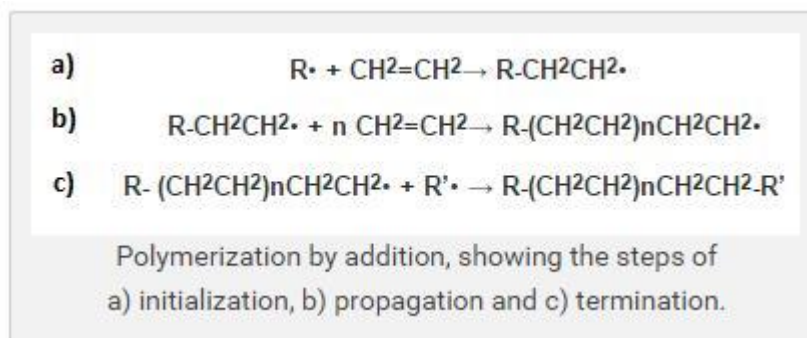 a) R· + CH²=CH²→ R-CH²CH²·
b) R-CH²CH²· + n CH²=CH²→ R-(CH²CH²)nCH²CH²·
c) R- (CH²CH²)nCH²CH²· + R'· → R-(CH²CH²)nCH²CH²-R'
Polymerization by addition, showing the steps of
a) initialization, b) propagation and c) termination.